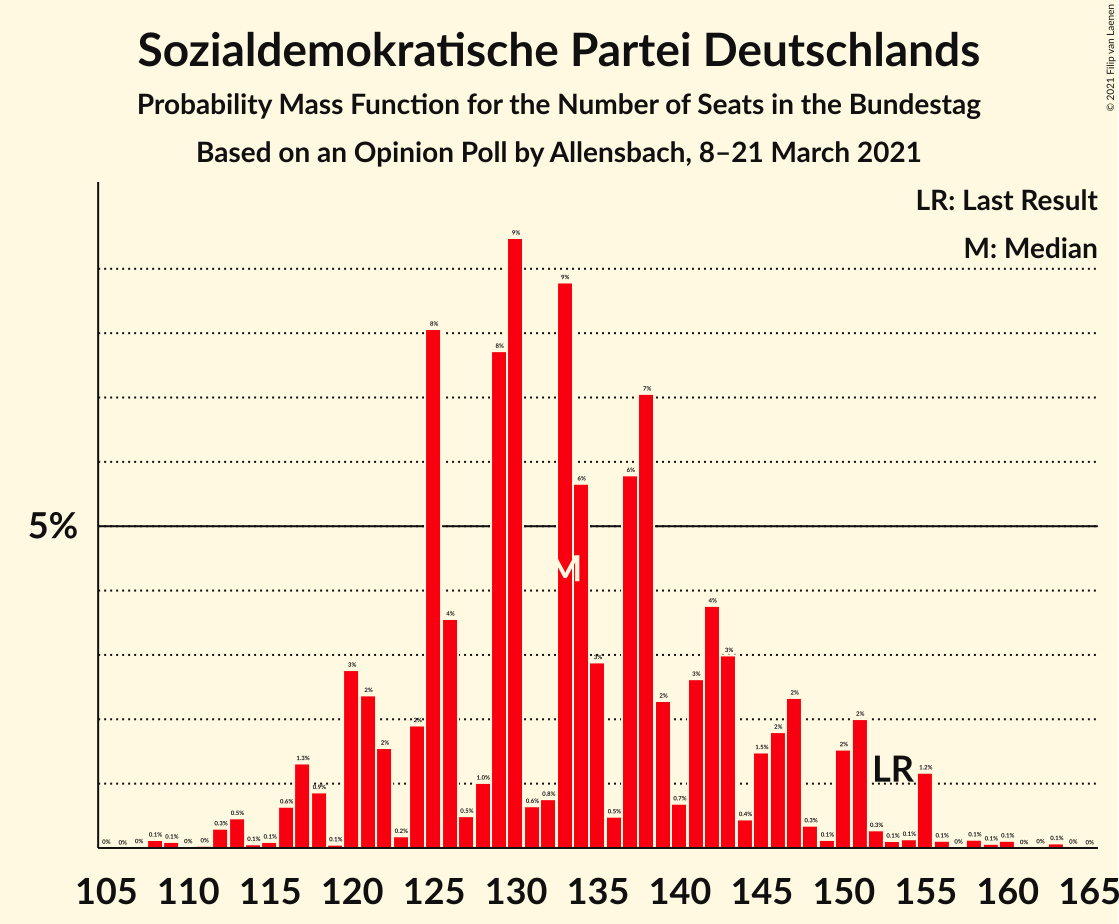 Sozialdemokratische Partei Deutschlands
Probability Mass Function for the Number of Seats in the Bundestag
Based on an Opinion Poll by Allensbach, 8–21 March 2021
© 2021 Filip van Laenen
LR: Last Result
M: Median
5%
0% 0% 0% 0.1% 0.1% 0% 0% 0.3% 0.5% 0.1% 0.1% 0.6% 1.3% 0.9% 0.1% 3% 2% 2% 0.2% 2% 8% 4% 0.5% 1.0% 8% 9% 0.6% 0.8% 9% 6% 3% 0.5% 6% 7% 2% 0.7% 3% 4% 3% 0.4% 1.5% 2% 2% 0.3% 0.1% 2% 2% 0.3% 0.1% 0.1% 1.2% 0.1% 0% 0.1% 0.1% 0.1% 0% 0% 0.1% 0% 0%
M
LR
105 110 115 120 125 130 135 140 145 150 155 160 165